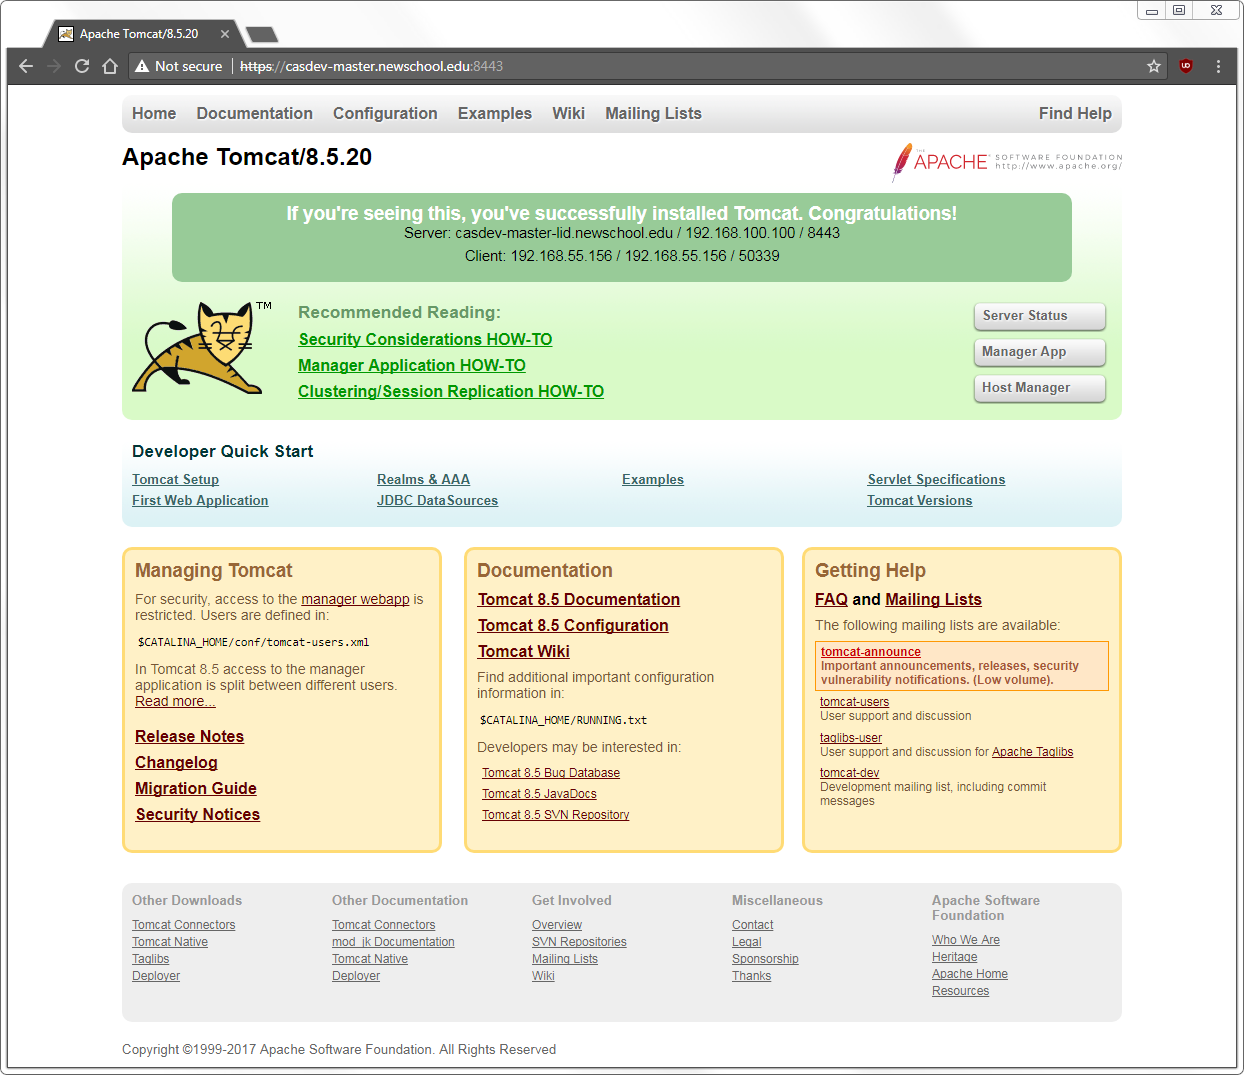 Apache Tomcat/8.5.20
Not secure | https://casdev-master.newschool.edu:8443
Home Documentation Configuration Examples Wiki Mailing Lists Find Help
Apache Tomcat/8.5.20
THE APACHE® SOFTWARE FOUNDATION
http://www.apache.org/
If you're seeing this, you've successfully installed Tomcat. Congratulations!
Server: casdev-master-lid.newschool.edu / 192.168.100.100 / 8443
Client: 192.168.55.156 / 192.168.55.156 / 50339
TM
Recommended Reading:
Security Considerations HOW-TO
Manager Application HOW-TO
Clustering/Session Replication HOW-TO
Server Status
Manager App
Host Manager
Developer Quick Start
Tomcat Setup
First Web Application
Realms & AAA
JDBC DataSources
Examples
Servlet Specifications
Tomcat Versions
Managing Tomcat
For security, access to the manager webapp is
restricted. Users are defined in:
$CATALINA_HOME/conf/tomcat-users.xml
In Tomcat 8.5 access to the manager
application is split between different users.
Read more...
Release Notes
Changelog
Migration Guide
Security Notices
Documentation
Tomcat 8.5 Documentation
Tomcat 8.5 Configuration
Tomcat Wiki
Find additional important configuration
information in:
$CATALINA_HOME/RUNNING.txt
Developers may be interested in:
Tomcat 8.5 Bug Database
Tomcat 8.5 JavaDocs
Tomcat 8.5 SVN Repository
Getting Help
FAQ and Mailing Lists
The following mailing lists are available:
tomcat-announce
Important announcements, releases, security
vulnerability notifications. (Low volume).
tomcat-users
User support and discussion
taglibs-user
User support and discussion for Apache Taglibs
tomcat-dev
Development mailing list, including commit
messages
Other Downloads
Tomcat Connectors
Tomcat Native
Taglibs
Deployer
Other Documentation
Tomcat Connectors
mod_jk Documentation
Tomcat Native
Deployer
Get Involved
Overview
SVN Repositories
Mailing Lists
Wiki
Miscellaneous
Contact
Legal
Sponsorship
Thanks
Apache Software
Foundation
Who We Are
Heritage
Apache Home
Resources
Copyright ©1999-2017 Apache Software Foundation. All Rights Reserved